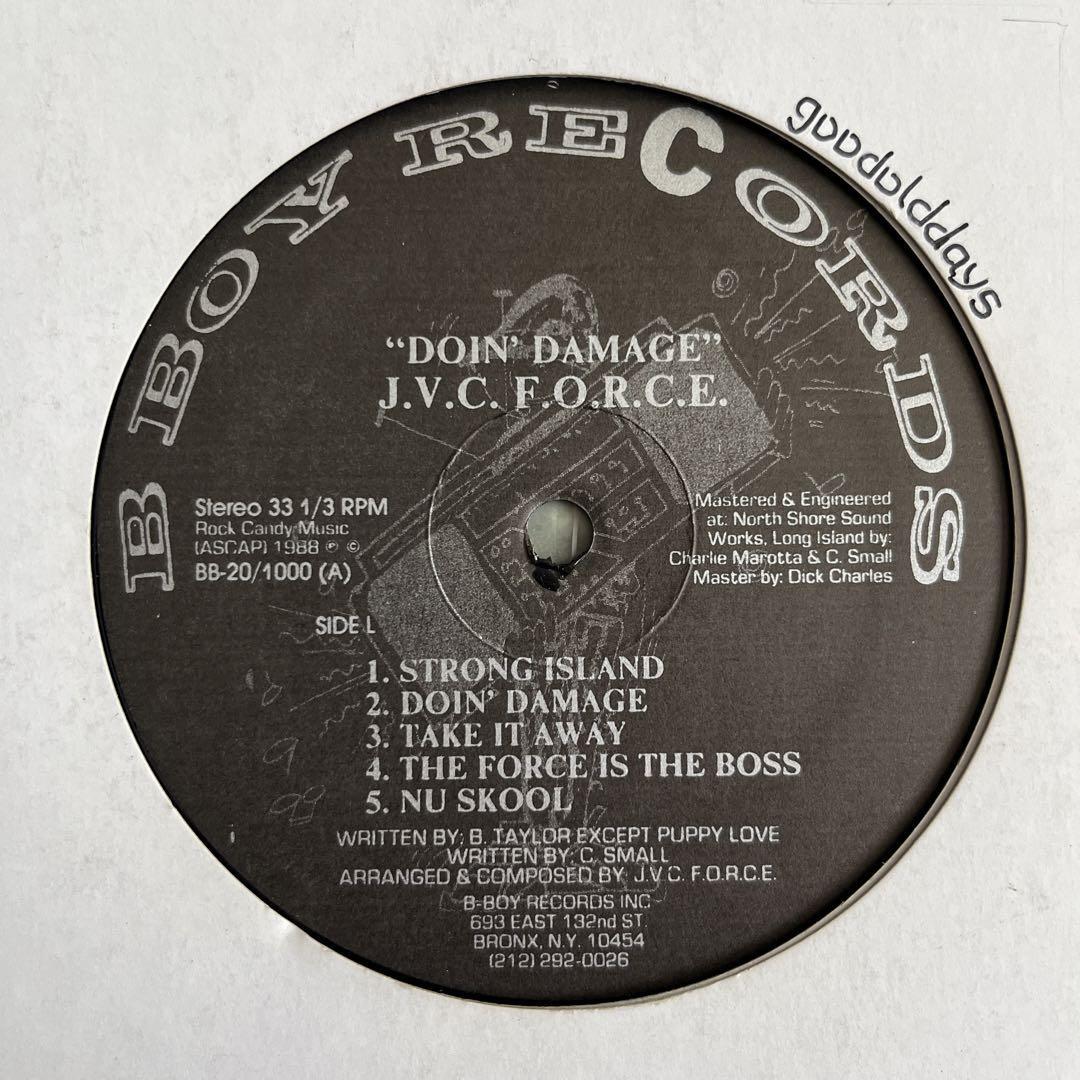 B BOY RECORDS
goodolddays
"DOIN' DAMAGE"
J.V.C. F.O.R.C.E.
Stereo 33 1/3 RPM
Rock Candy Music
(ASCAP) 1988 ℗ ©
BB-20/1000 (A)
Mastered & Engineered
at: North Shore Sound
Works, Long Island by:
Charlie Marotta & C. Small
Master by: Dick Charles
SIDE L
1. STRONG ISLAND
2. DOIN' DAMAGE
3. TAKE IT AWAY
4. THE FORCE IS THE BOSS
5. NU SKOOL
WRITTEN BY: B. TAYLOR EXCEPT PUPPY LOVE
WRITTEN BY: C. SMALL
ARRANGED & COMPOSED BY: J.V.C. F.O.R.C.E.
B-BOY RECORDS INC
693 EAST 132nd ST.
BRONX, N.Y. 10454
(212) 292-0026